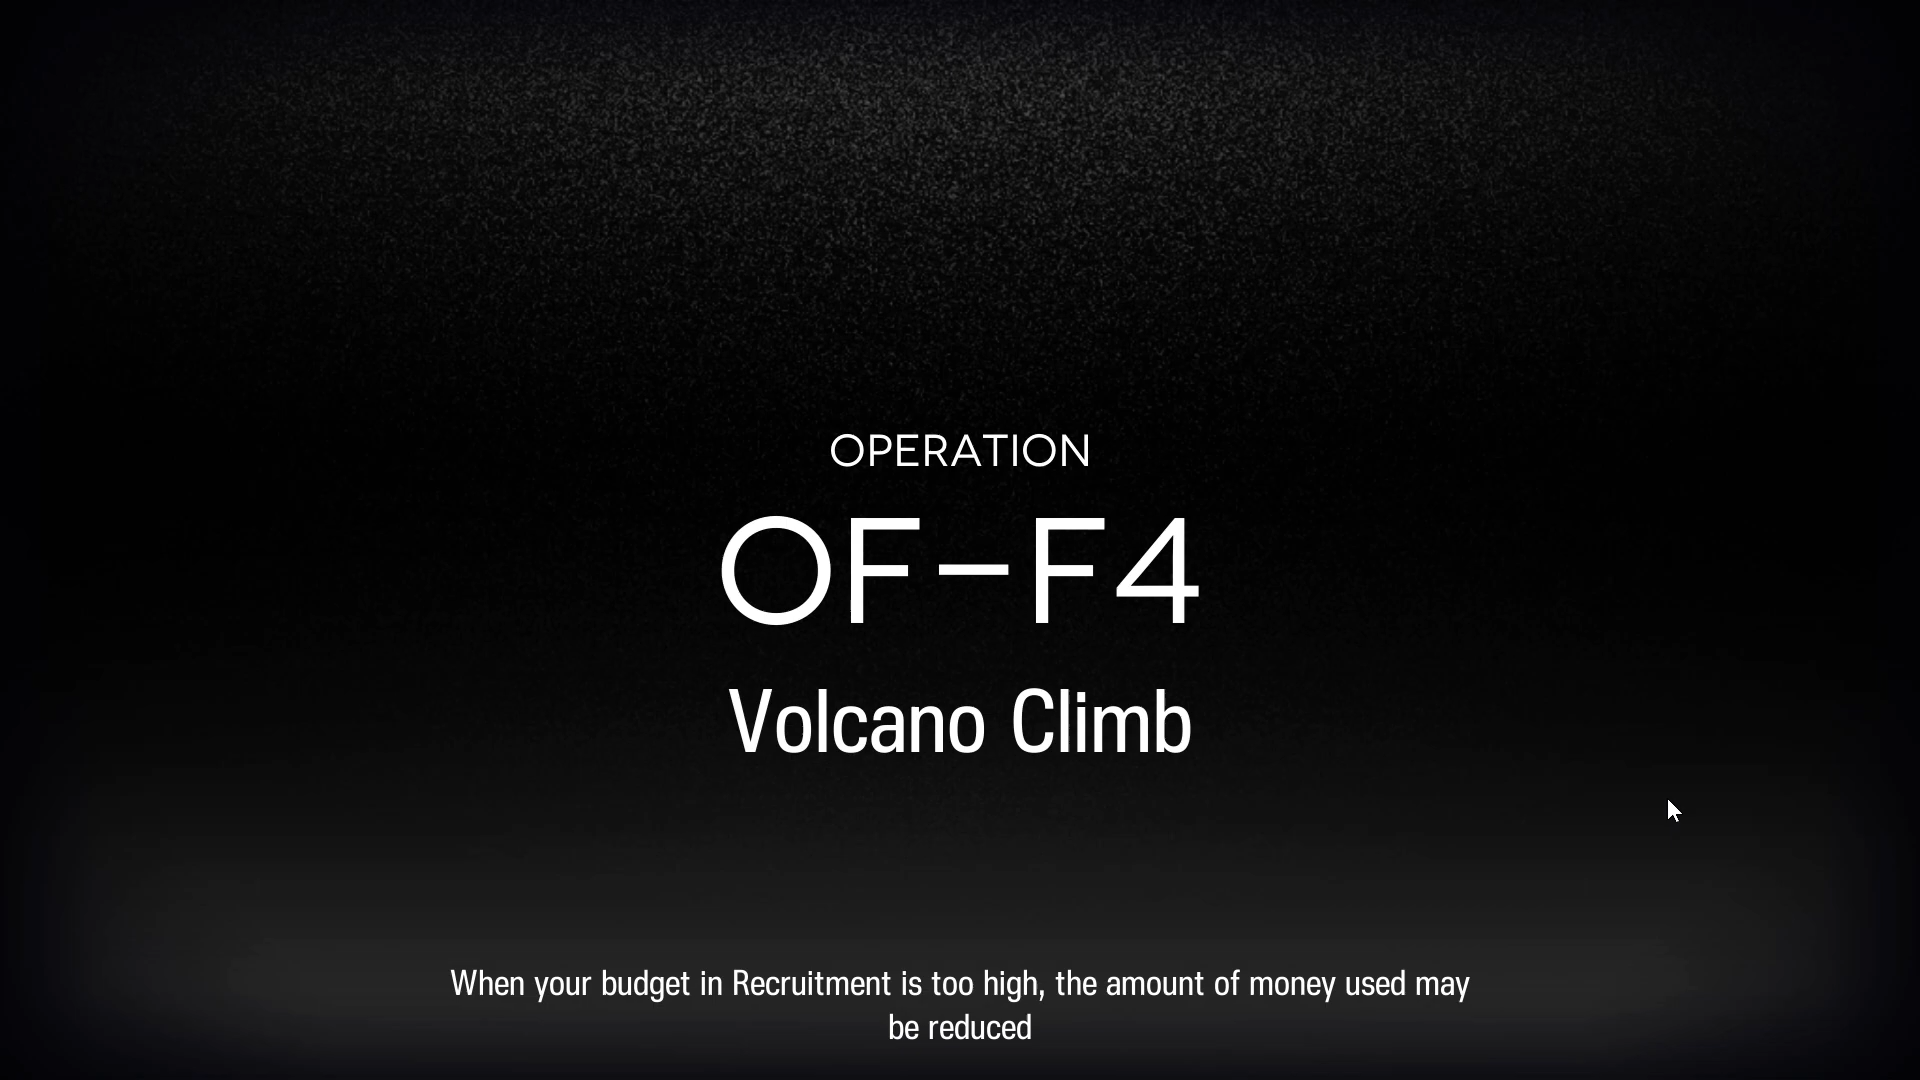 OPERATION
OF-F4
Volcano Climb
When your budget in Recruitment is too high, the amount of money used may
be reduced